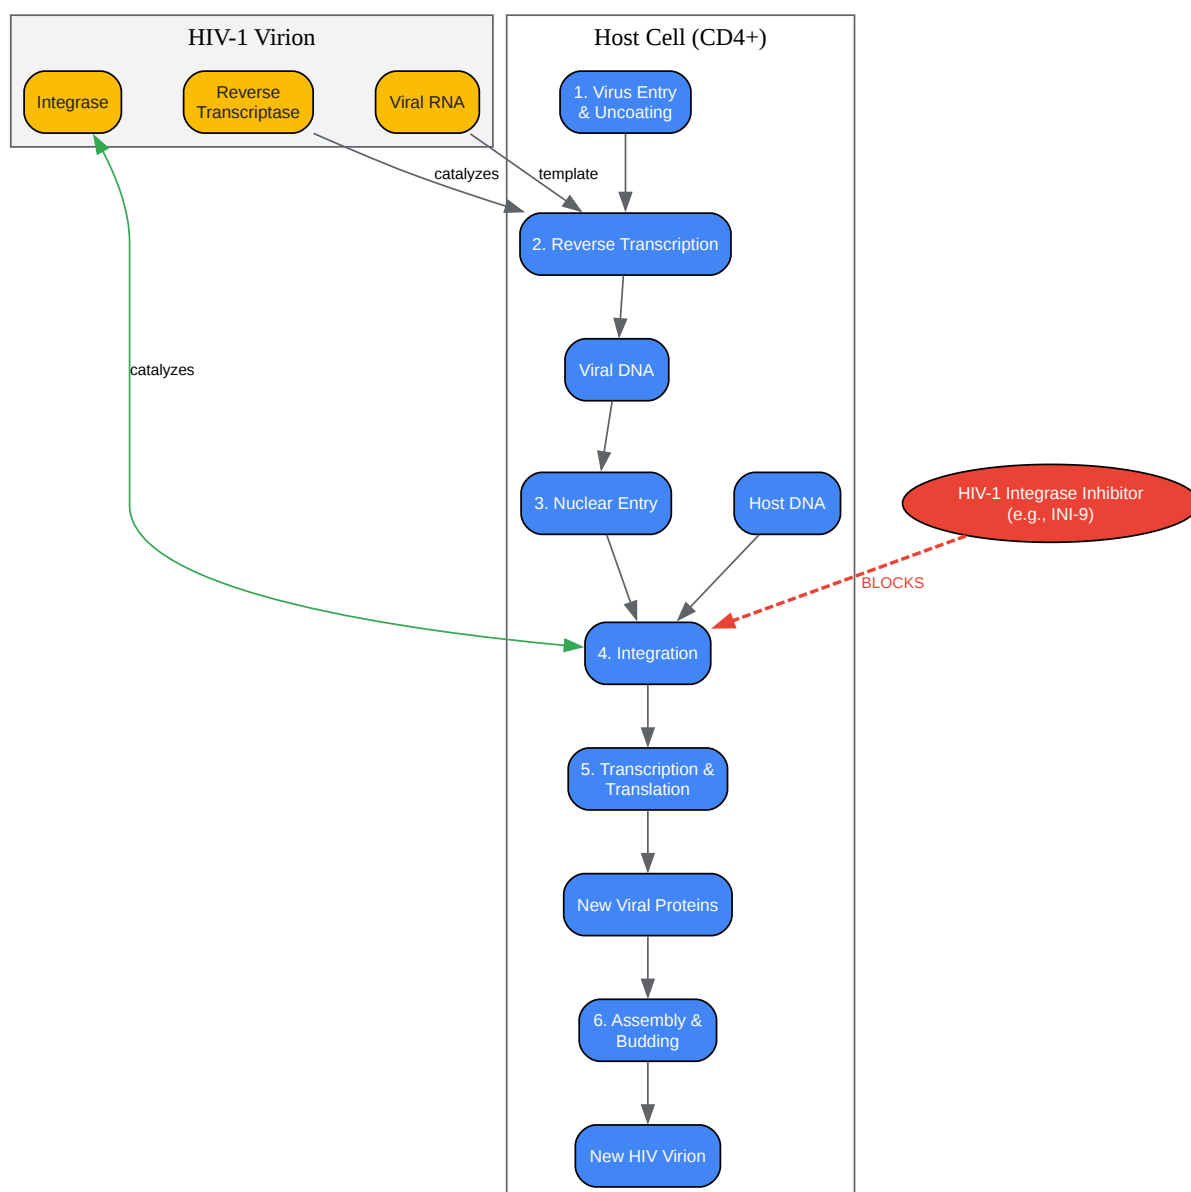 HIV-1 Virion
Host Cell (CD4+)
Integrase
Reverse
Transcriptase
Viral RNA
1. Virus Entry
& Uncoating
catalyzes
template
2. Reverse Transcription
catalyzes
Viral DNA
3. Nuclear Entry
Host DNA
HIV-1 Integrase Inhibitor
(e.g., INI-9)
BLOCKS
4. Integration
5. Transcription &
Translation
New Viral Proteins
6. Assembly &
Budding
New HIV Virion